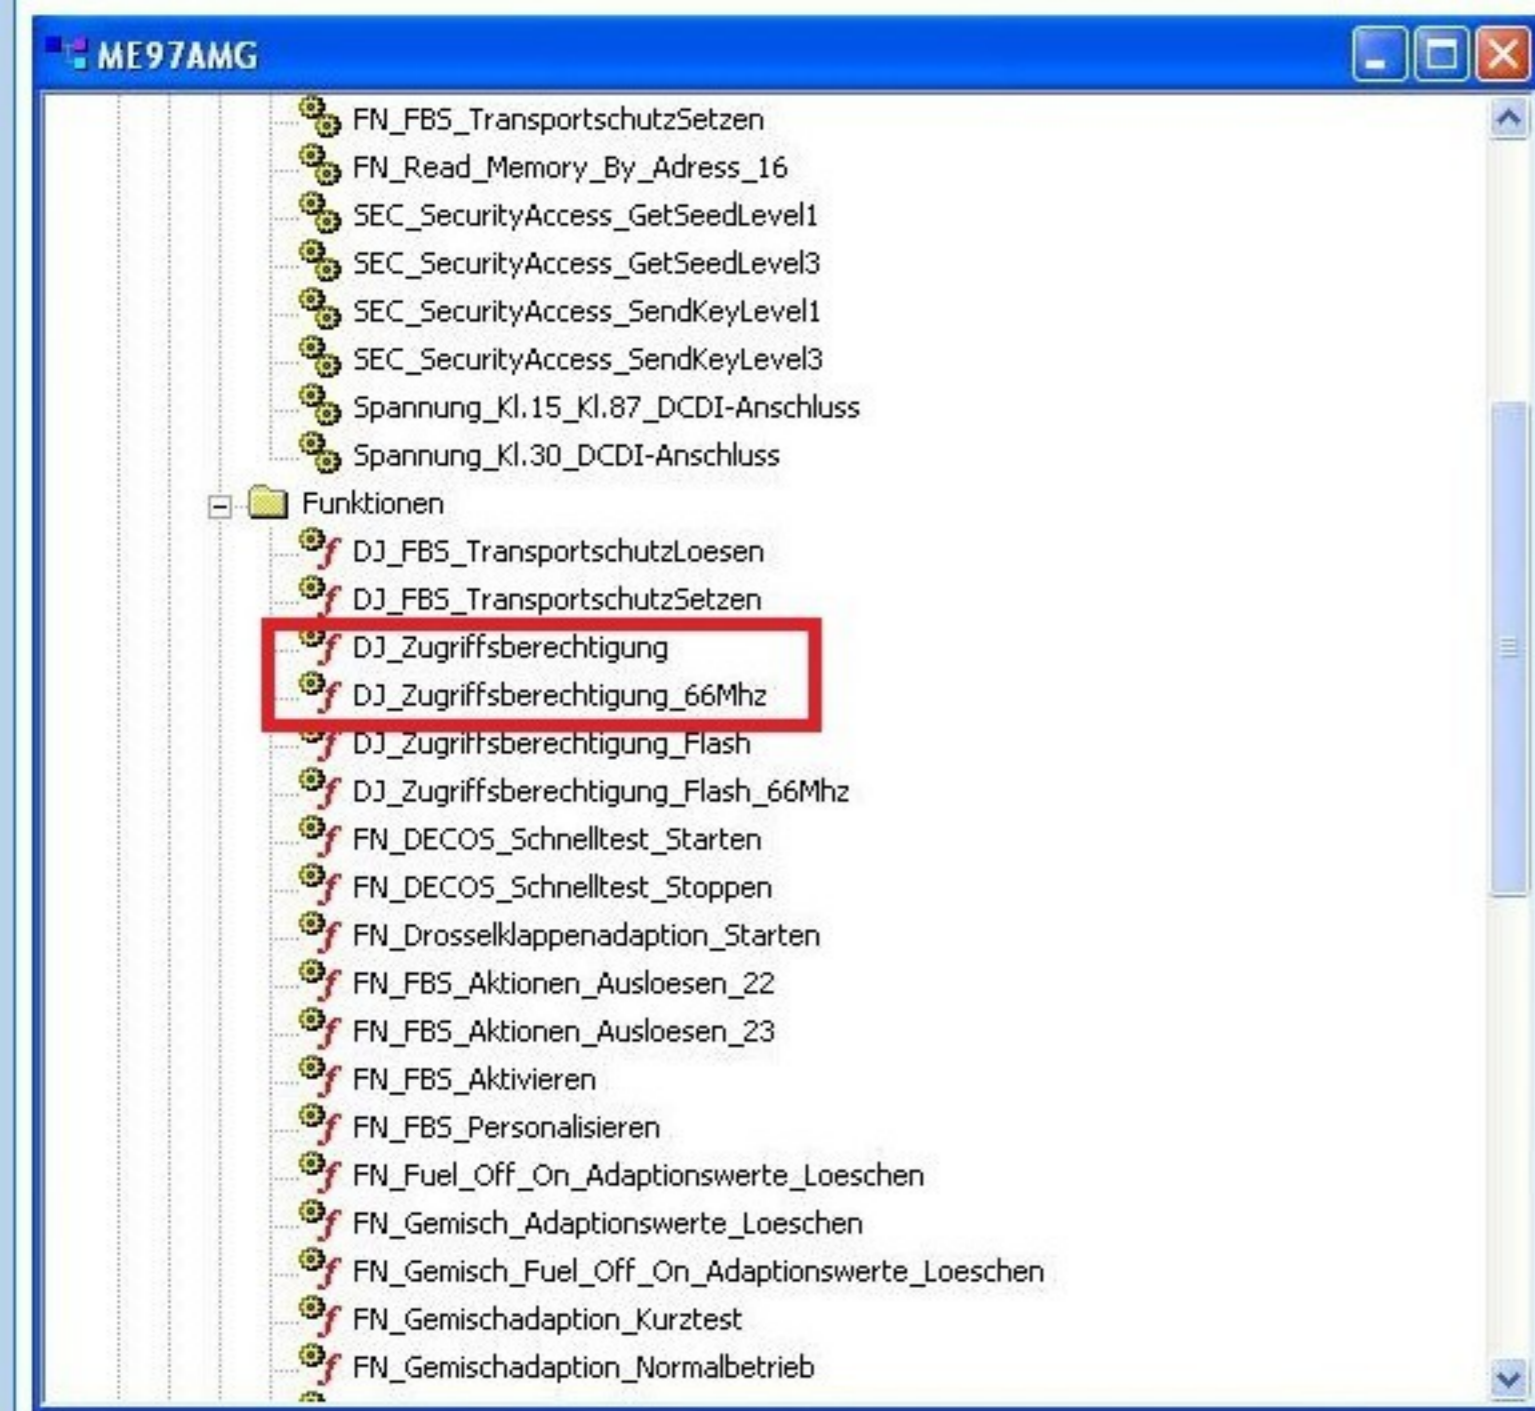 ME97AMG
FN_FBS_TransportschutzSetzen
FN_Read_Memory_By_Adress_16
SEC_SecurityAccess_GetSeedLevel1
SEC_SecurityAccess_GetSeedLevel3
SEC_SecurityAccess_SendKeyLevel1
SEC_SecurityAccess_SendKeyLevel3
Spannung_Kl.15_Kl.87_DCDI-Anschluss
Spannung_Kl.30_DCDI-Anschluss
Funktionen
DJ_FBS_TransportschutzLoesen
DJ_FBS_TransportschutzSetzen
DJ_Zugriffsberechtigung
DJ_Zugriffsberechtigung_66Mhz
DJ_Zugriffsberechtigung_Flash
DJ_Zugriffsberechtigung_Flash_66Mhz
FN_DECOS_Schnelltest_Starten
FN_DECOS_Schnelltest_Stoppen
FN_Drosselklappenadaption_Starten
FN_FBS_Aktionen_Ausloesen_22
FN_FBS_Aktionen_Ausloesen_23
FN_FBS_Aktivieren
FN_FBS_Personalisieren
FN_Fuel_Off_On_Adaptionswerte_Loeschen
FN_Gemisch_Adaptionswerte_Loeschen
FN_Gemisch_Fuel_Off_On_Adaptionswerte_Loeschen
FN_Gemischadaption_Kurztest
FN_Gemischadaption_Normalbetrieb